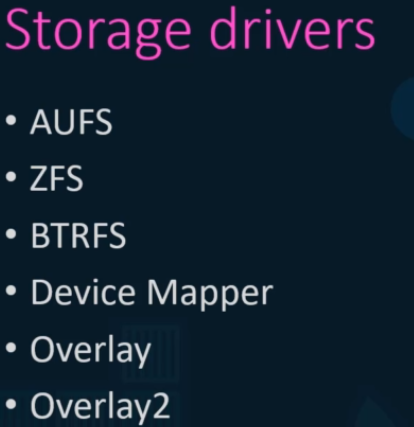 Storage drivers
• AUFS
• ZFS
• BTRFS
• Device Mapper
• Overlay
• Overlay2